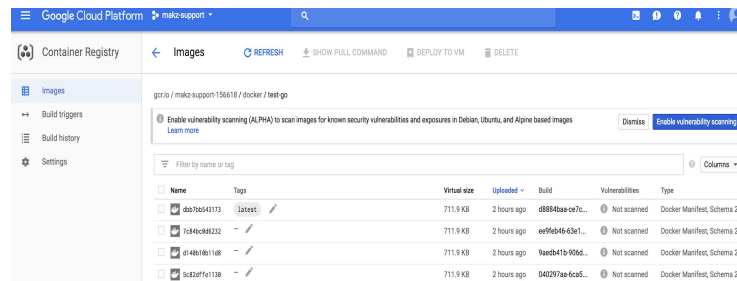 Google Cloud Platform makz-support
Container Registry Images REFRESH SHOW PULL COMMAND DEPLOY TO VM DELETE
Images
Build triggers
Build history
Settings
gcr.io / makz-support-156618 / docker / test-go
Enable vulnerability scanning (ALPHA) to scan images for known security vulnerabilities and exposures in Debian, Ubuntu, and Alpine based images
Learn more
Dismiss Enable vulnerability scanning
Filter by name or tag Columns
Name Tags Virtual size Uploaded Build Vulnerabilities Type
dbb7bb543173 latest 711.9 KB 2 hours ago d8884baa-ce7c... Not scanned Docker Manifest, Schema 2
7c84bc0d6232 – 711.9 KB 2 hours ago ee9feb46-63e1... Not scanned Docker Manifest, Schema 2
d140b10b11d8 – 711.9 KB 2 hours ago 9aedb41b-906d... Not scanned Docker Manifest, Schema 2
5c82dffe1130 – 711.9 KB 2 hours ago 040297aa-6ca5... Not scanned Docker Manifest, Schema 2